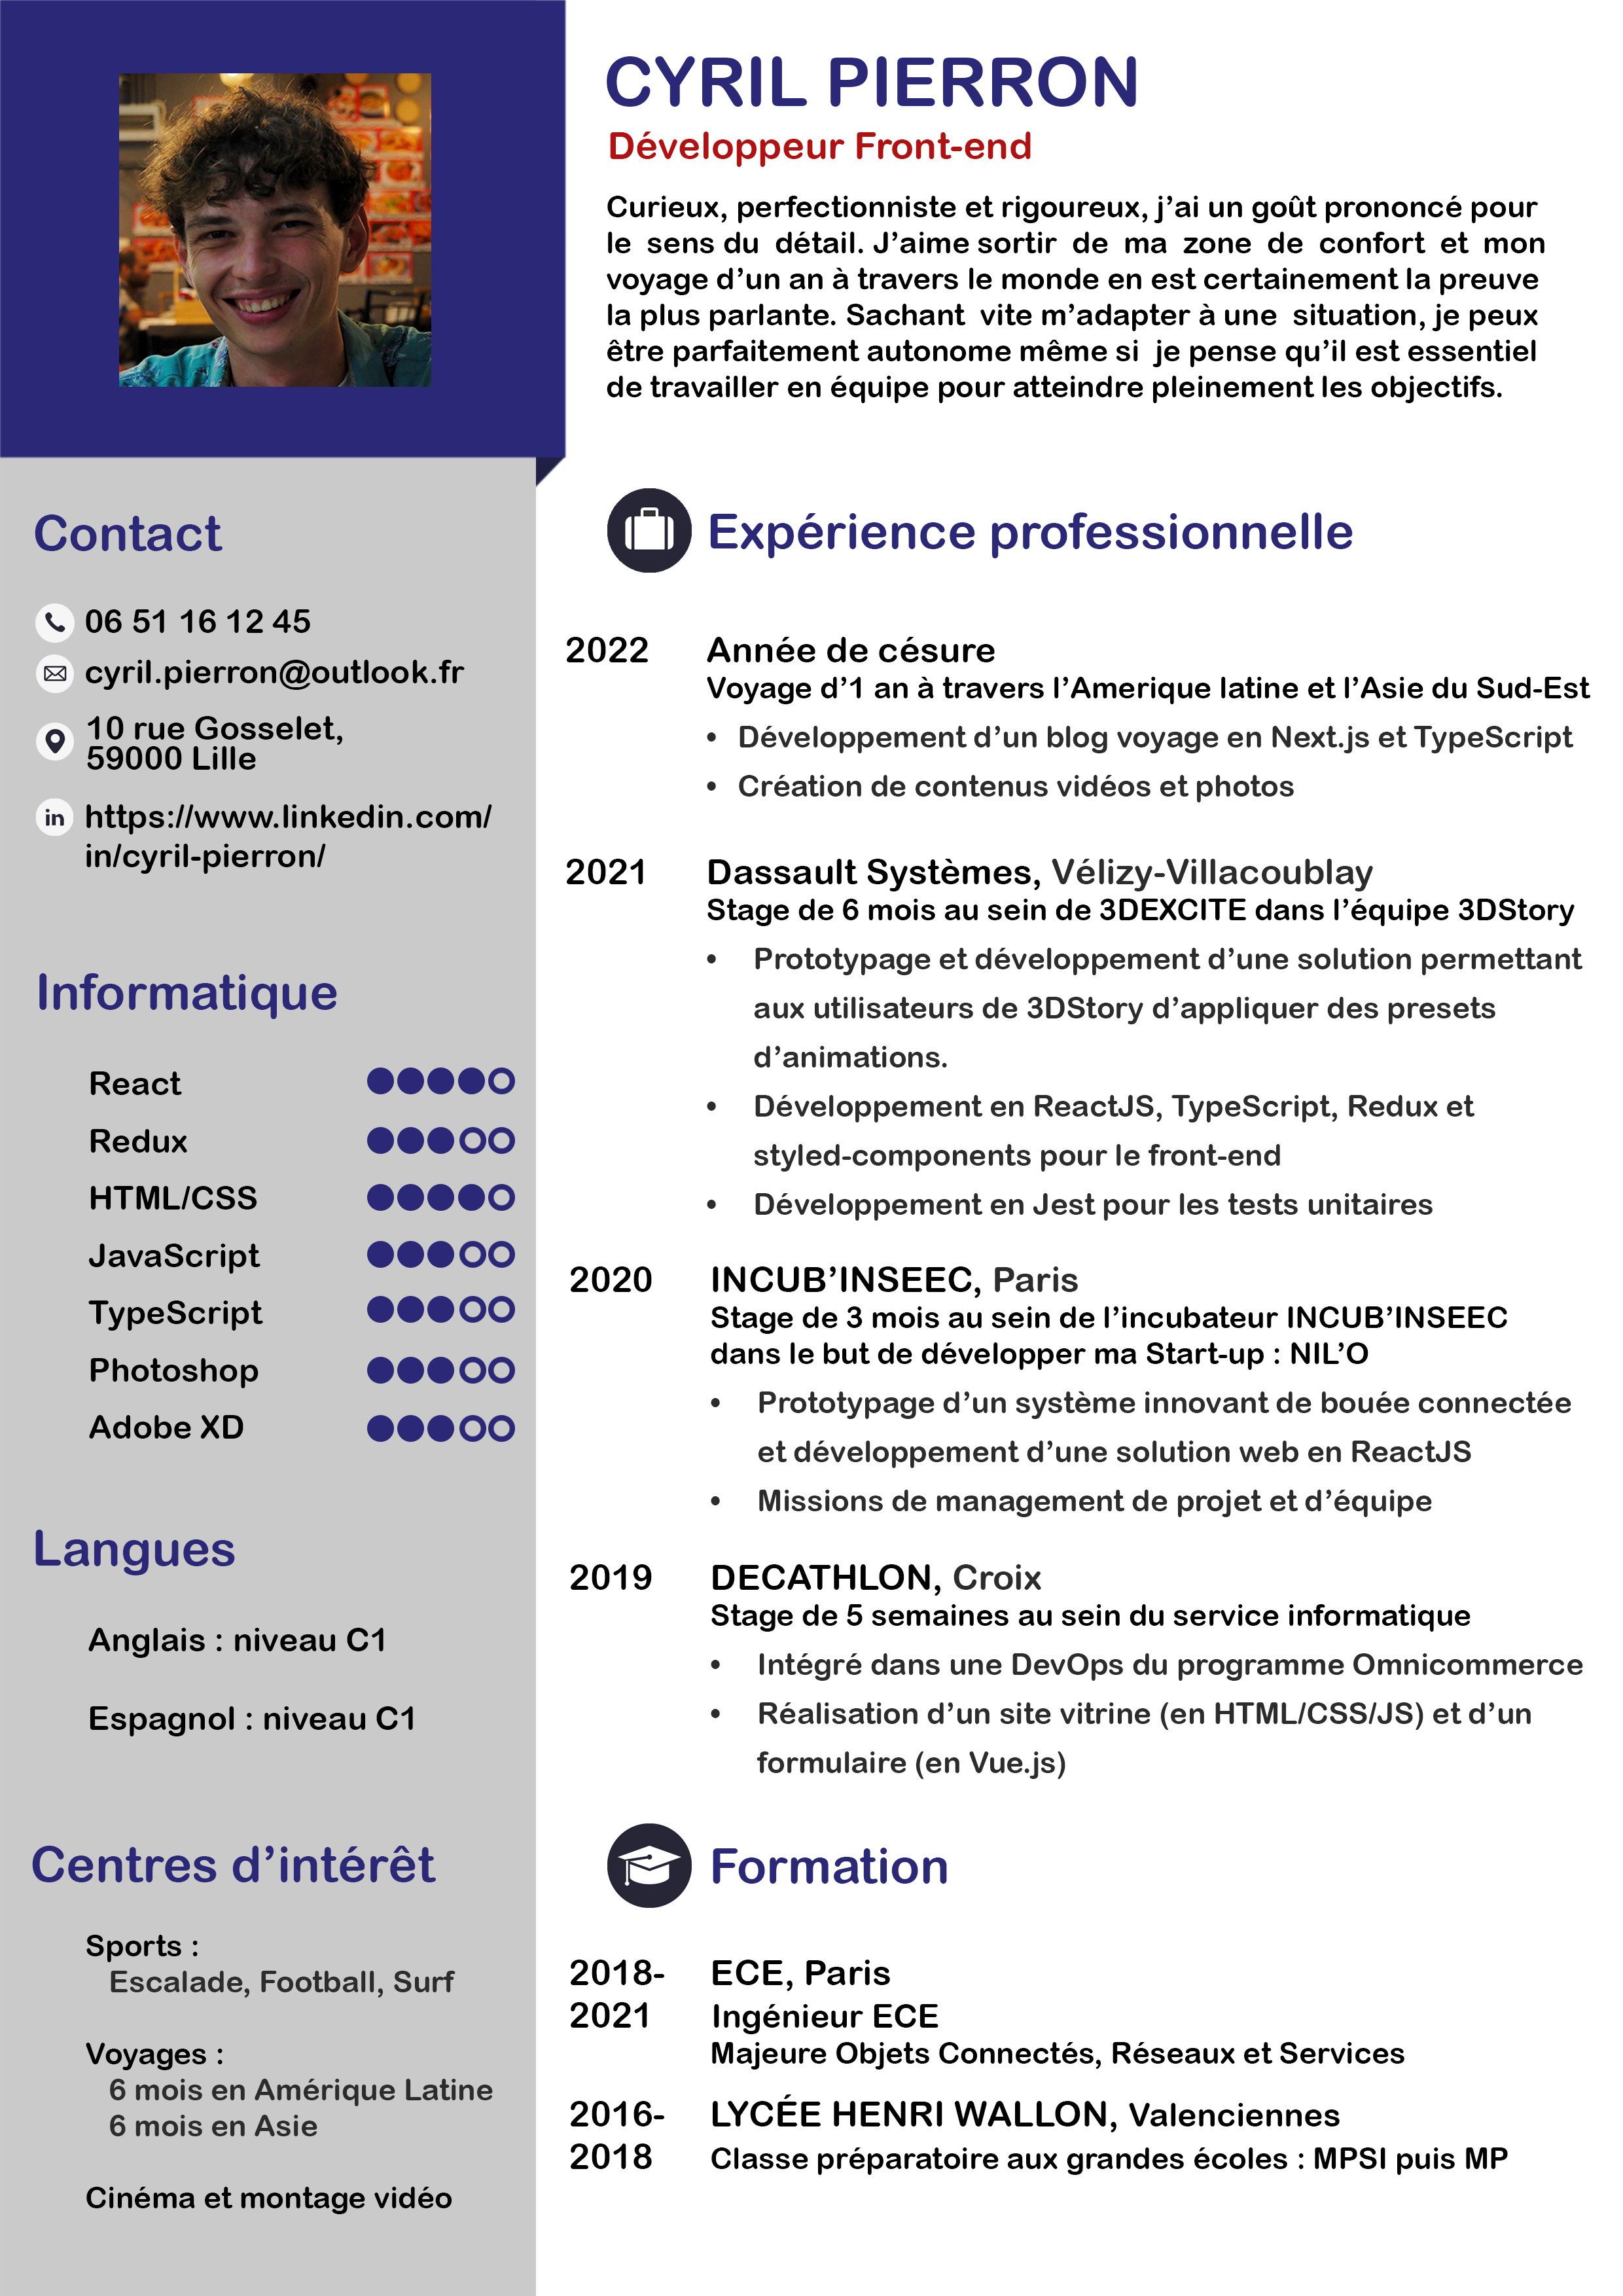 CYRIL PIERRON
Développeur Front-end
Curieux, perfectionniste et rigoureux, j’ai un goût prononcé pour
le sens du détail. J’aime sortir de ma zone de confort et mon
voyage d’un an à travers le monde en est certainement la preuve
la plus parlante. Sachant vite m’adapter à une situation, je peux
être parfaitement autonome même si je pense qu’il est essentiel
de travailler en équipe pour atteindre pleinement les objectifs.
Contact
06 51 16 12 45
cyril.pierron@outlook.fr
10 rue Gosselet,
59000 Lille
in https://www.linkedin.com/
in/cyril-pierron/
Informatique
React
Redux
HTML/CSS
JavaScript
TypeScript
Photoshop
Adobe XD
Langues
Anglais : niveau C1
Espagnol : niveau C1
Centres d’intérêt
Sports :
Escalade, Football, Surf
Voyages :
6 mois en Amérique Latine
6 mois en Asie
Cinéma et montage vidéo
Expérience professionnelle
2022 Année de césure
Voyage d’1 an à travers l’Amerique latine et l’Asie du Sud-Est
• Développement d’un blog voyage en Next.js et TypeScript
• Création de contenus vidéos et photos
2021 Dassault Systèmes, Vélizy-Villacoublay
Stage de 6 mois au sein de 3DEXCITE dans l’équipe 3DStory
• Prototypage et développement d’une solution permettant
aux utilisateurs de 3DStory d’appliquer des presets
d’animations.
• Développement en ReactJS, TypeScript, Redux et
styled-components pour le front-end
• Développement en Jest pour les tests unitaires
2020 INCUB’INSEEC, Paris
Stage de 3 mois au sein de l’incubateur INCUB’INSEEC
dans le but de développer ma Start-up : NIL’O
• Prototypage d’un système innovant de bouée connectée
et développement d’une solution web en ReactJS
• Missions de management de projet et d’équipe
2019 DECATHLON, Croix
Stage de 5 semaines au sein du service informatique
• Intégré dans une DevOps du programme Omnicommerce
• Réalisation d’un site vitrine (en HTML/CSS/JS) et d’un
formulaire (en Vue.js)
Formation
2018- ECE, Paris
2021 Ingénieur ECE
Majeure Objets Connectés, Réseaux et Services
2016- LYCÉE HENRI WALLON, Valenciennes
2018 Classe préparatoire aux grandes écoles : MPSI puis MP